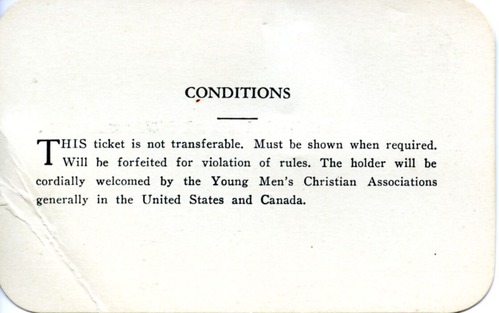 CONDITIONS
THIS ticket is not transferable. Must be shown when required.
Will be forfeited for violation of rules. The holder will be
cordially welcomed by the Young Men's Christian Associations
generally in the United States and Canada.